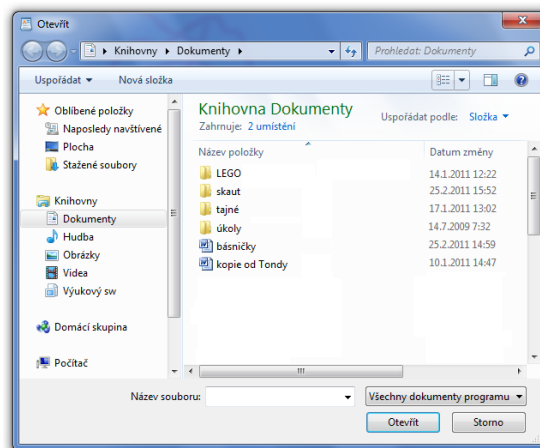 Otevřít
Knihovny ▸ Dokumenty ▸
Prohledat: Dokumenty
Uspořádat
Nová složka
Oblíbené položky
Naposledy navštívené
Plocha
Stažené soubory
Knihovny
Dokumenty
Hudba
Obrázky
Videa
Výukový sw
Domácí skupina
Počítač
Knihovna Dokumenty
Zahrnuje: 2 umístění
Uspořádat podle: Složka
Název položky Datum změny
LEGO 14.1.2011 12:22
skaut 25.2.2011 15:52
tajné 17.1.2011 13:02
úkoly 14.7.2009 7:32
básničky 25.2.2011 14:59
kopie od Tondy 10.1.2011 14:47
Název souboru:
Všechny dokumenty programu
Otevřít
Storno